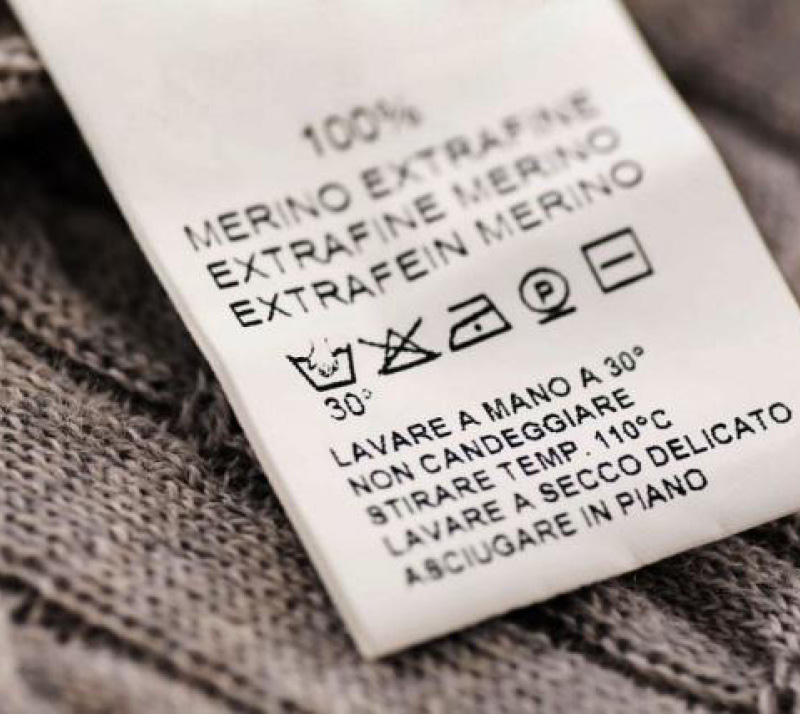 100%
MERINO EXTRAFINE
EXTRAFINE MERINO
EXTRAFEIN MERINO
P
30°
LAVARE A MANO A 30°
NON CANDEGGIARE
STIRARE TEMP. 110°C
LAVARE A SECCO DELICATO
ASCIUGARE IN PIANO